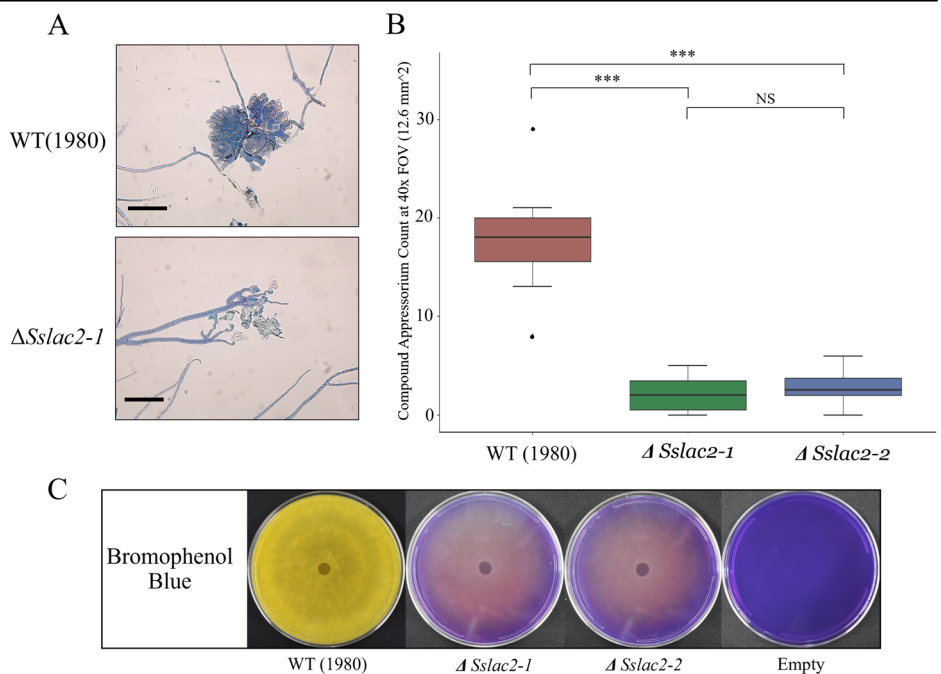 A
WT(1980)
ΔSslac2-1
B
Compound Appressorium Count at 40x FOV (12.6 mm^2)
30
20
10
0
***
***
NS
WT (1980)
Δ Sslac2-1
Δ Sslac2-2
C
Bromophenol
Blue
WT (1980)
Δ Sslac2-1
Δ Sslac2-2
Empty